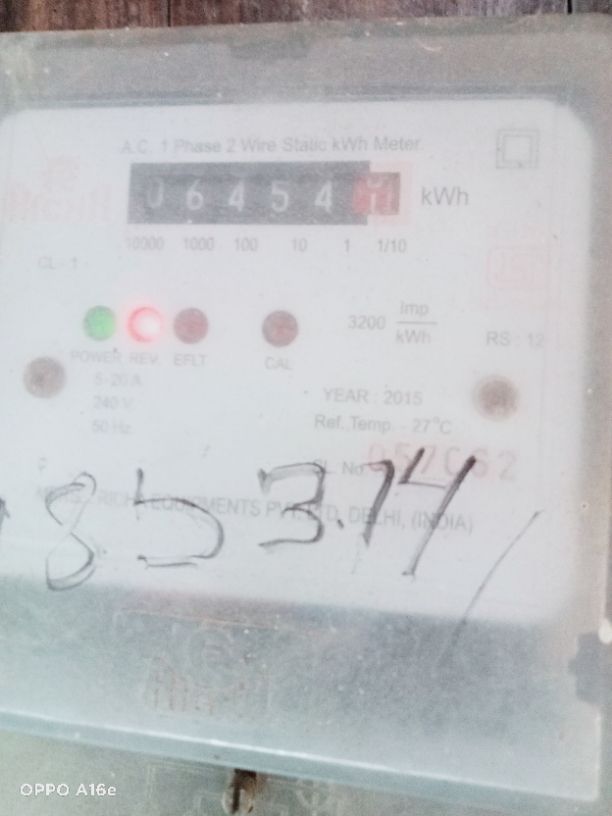 A.C. 1 Phase 2 Wire Static kWh Meter
06454 kWh
10000 1000 100 10 1 1/10
CL-1
3200 Imp/kWh
RS : 12
POWER REV. EFLT CAL
5-20 A
240 V
50 Hz
YEAR : 2015
Ref. Temp. - 27°C
SL. No 057062
EQUIPMENTS PVT. LTD. DELHI, (INDIA)
853.14/
OPPO A16e